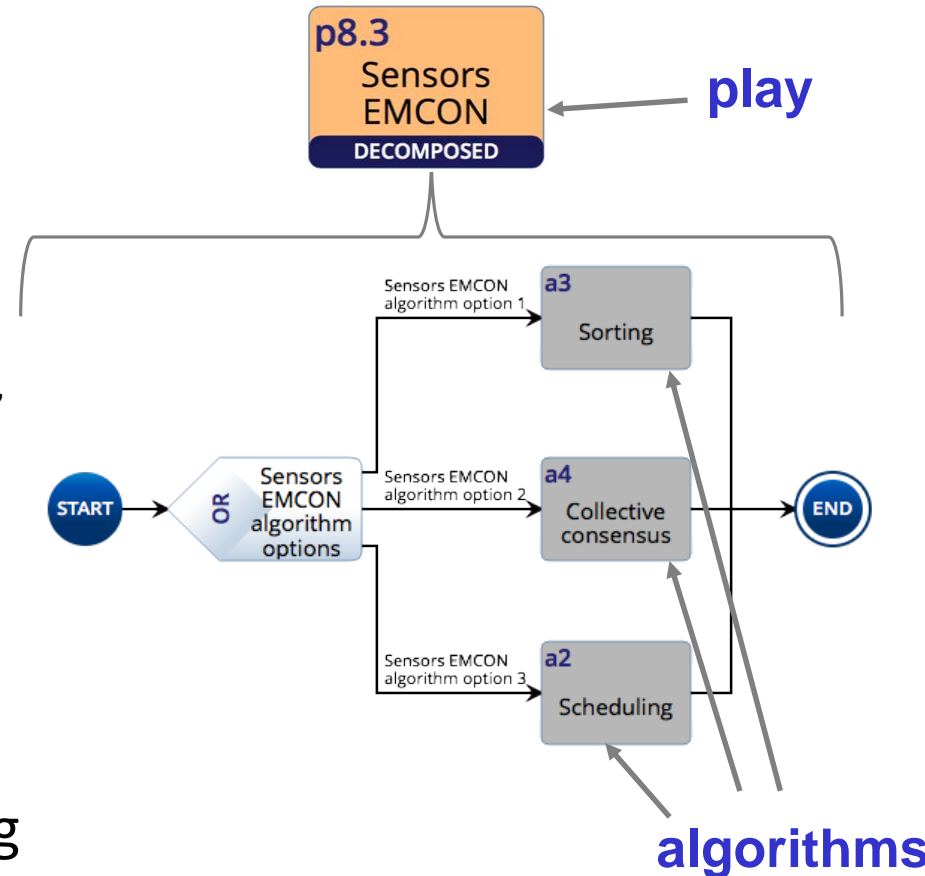 p8.3
Sensors
EMCON
DECOMPOSED
play
Sensors EMCON
algorithm option 1
a3
Sorting
,
START
OR
Sensors
EMCON
algorithm
options
Sensors EMCON
algorithm option 2
a4
Collective
consensus
END
Sensors EMCON
algorithm option 3
a2
Scheduling
g
algorithms